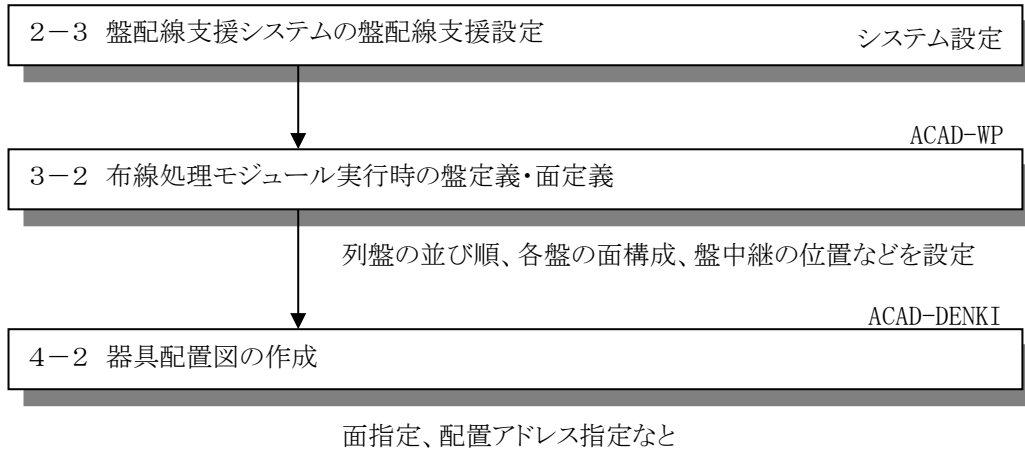 2－3 盤配線支援システムの盤配線支援設定
システム設定
ACAD-WP
3－2 布線処理モジュール実行時の盤定義・面定義
列盤の並び順、各盤の面構成、盤中継の位置などを設定
ACAD-DENKI
4－2 器具配置図の作成
面指定、配置アドレス指定なと